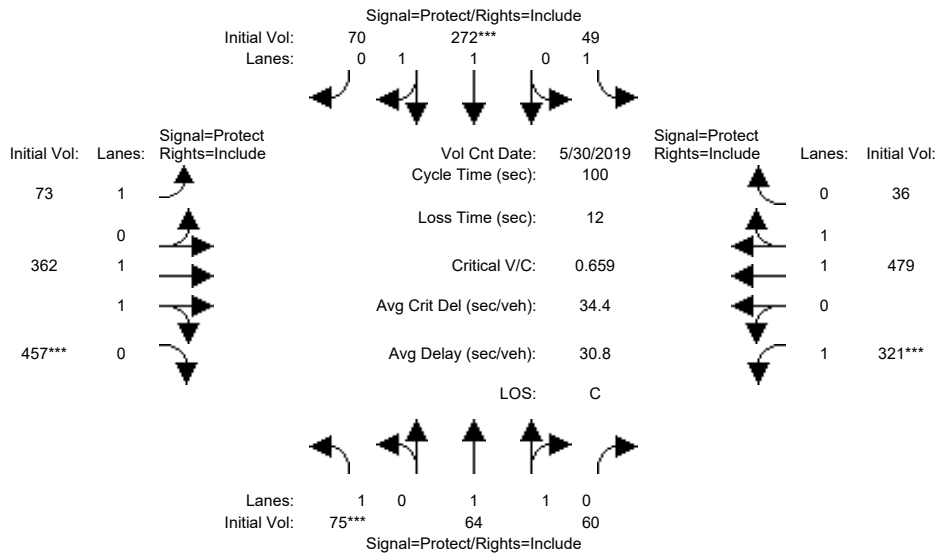 Signal=Protect/Rights=Include
Initial Vol: 70 272*** 49
Lanes: 0 1 1 0 1
Signal=Protect
Rights=Include
Initial Vol: Lanes:
Vol Cnt Date: 5/30/2019
Signal=Protect
Rights=Include
Lanes: Initial Vol:
Cycle Time (sec): 100
73 1
0 36
Loss Time (sec): 12
0
1
362 1
Critical V/C: 0.659
1 479
1
Avg Crit Del (sec/veh): 34.4
0
457*** 0
Avg Delay (sec/veh): 30.8
1 321***
LOS: C
Lanes: 1 0 1 1 0
Initial Vol: 75*** 64 60
Signal=Protect/Rights=Include